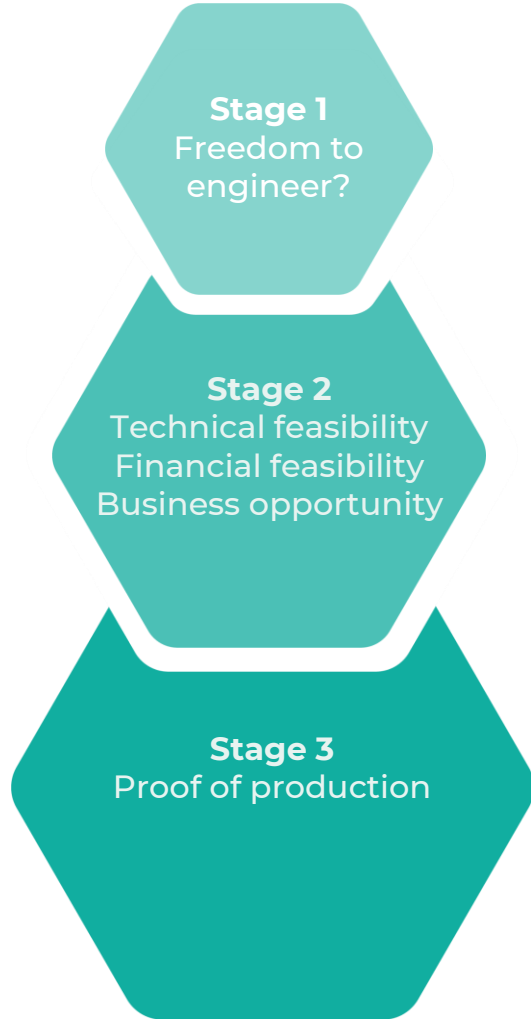 Stage 1
Freedom to
engineer?
Stage 2
Technical feasibility
Financial feasibility
Business opportunity
Stage 3
Proof of production